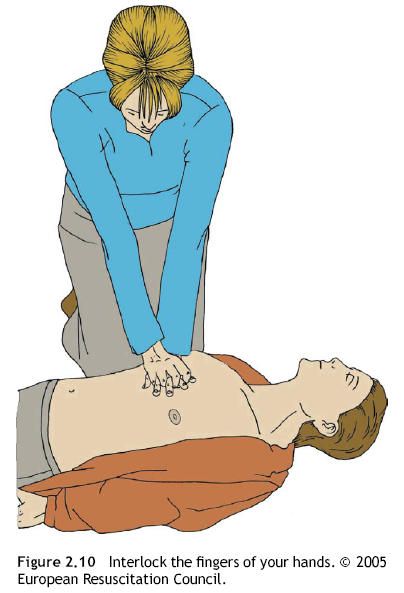 Figure 2.10 Interlock the fingers of your hands. © 2005
European Resuscitation Council.